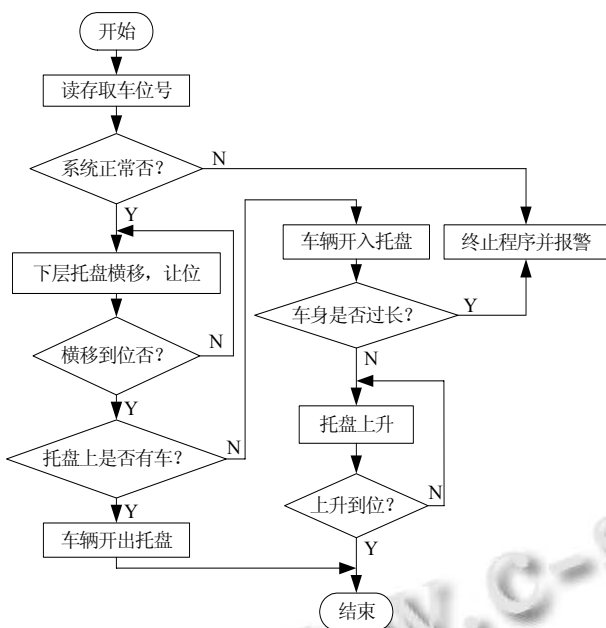 开始
读存取车位号
系统正常否?
N
Y
下层托盘横移，让位
横移到位否?
N
Y
托盘上是否有车?
N
Y
车辆开出托盘
车辆开入托盘
终止程序并报警
车身是否过长?
Y
N
托盘上升
上升到位?
N
Y
结束